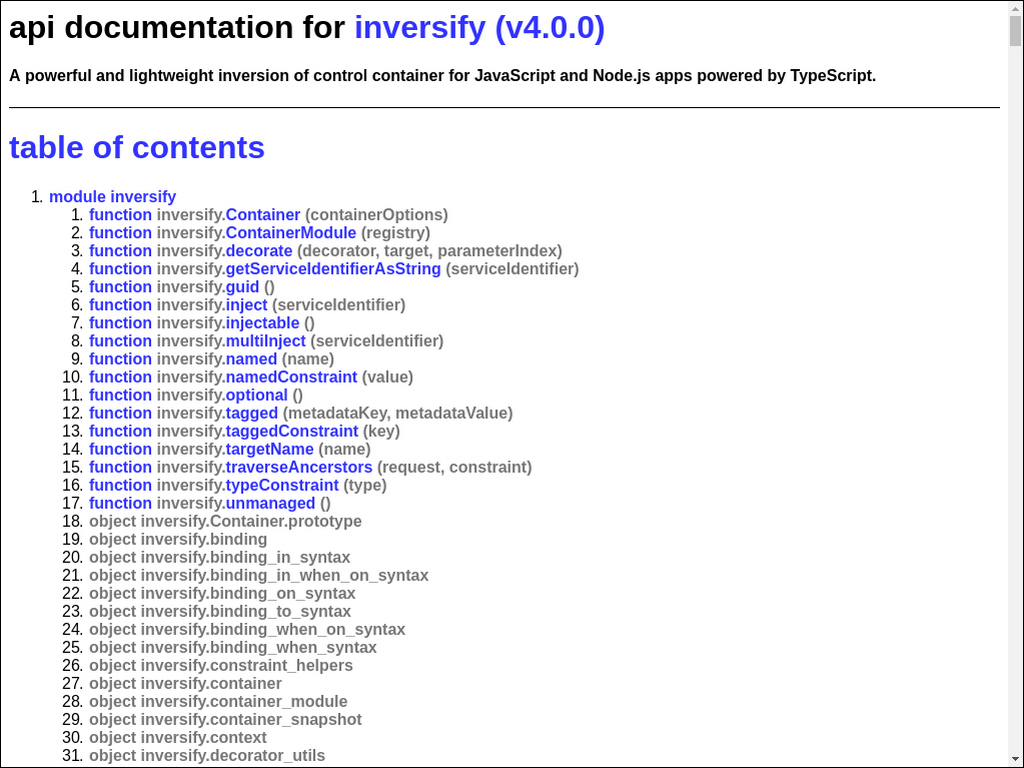 api documentation for inversify (v4.0.0)
A powerful and lightweight inversion of control container for JavaScript and Node.js apps powered by TypeScript.
table of contents
1. module inversify
1. function inversify.Container (containerOptions)
2. function inversify.ContainerModule (registry)
3. function inversify.decorate (decorator, target, parameterIndex)
4. function inversify.getServiceIdentifierAsString (serviceIdentifier)
5. function inversify.guid ()
6. function inversify.inject (serviceIdentifier)
7. function inversify.injectable ()
8. function inversify.multiInject (serviceIdentifier)
9. function inversify.named (name)
10. function inversify.namedConstraint (value)
11. function inversify.optional ()
12. function inversify.tagged (metadataKey, metadataValue)
13. function inversify.taggedConstraint (key)
14. function inversify.targetName (name)
15. function inversify.traverseAncerstors (request, constraint)
16. function inversify.typeConstraint (type)
17. function inversify.unmanaged ()
18. object inversify.Container.prototype
19. object inversify.binding
20. object inversify.binding_in_syntax
21. object inversify.binding_in_when_on_syntax
22. object inversify.binding_on_syntax
23. object inversify.binding_to_syntax
24. object inversify.binding_when_on_syntax
25. object inversify.binding_when_syntax
26. object inversify.constraint_helpers
27. object inversify.container
28. object inversify.container_module
29. object inversify.container_snapshot
30. object inversify.context
31. object inversify.decorator_utils